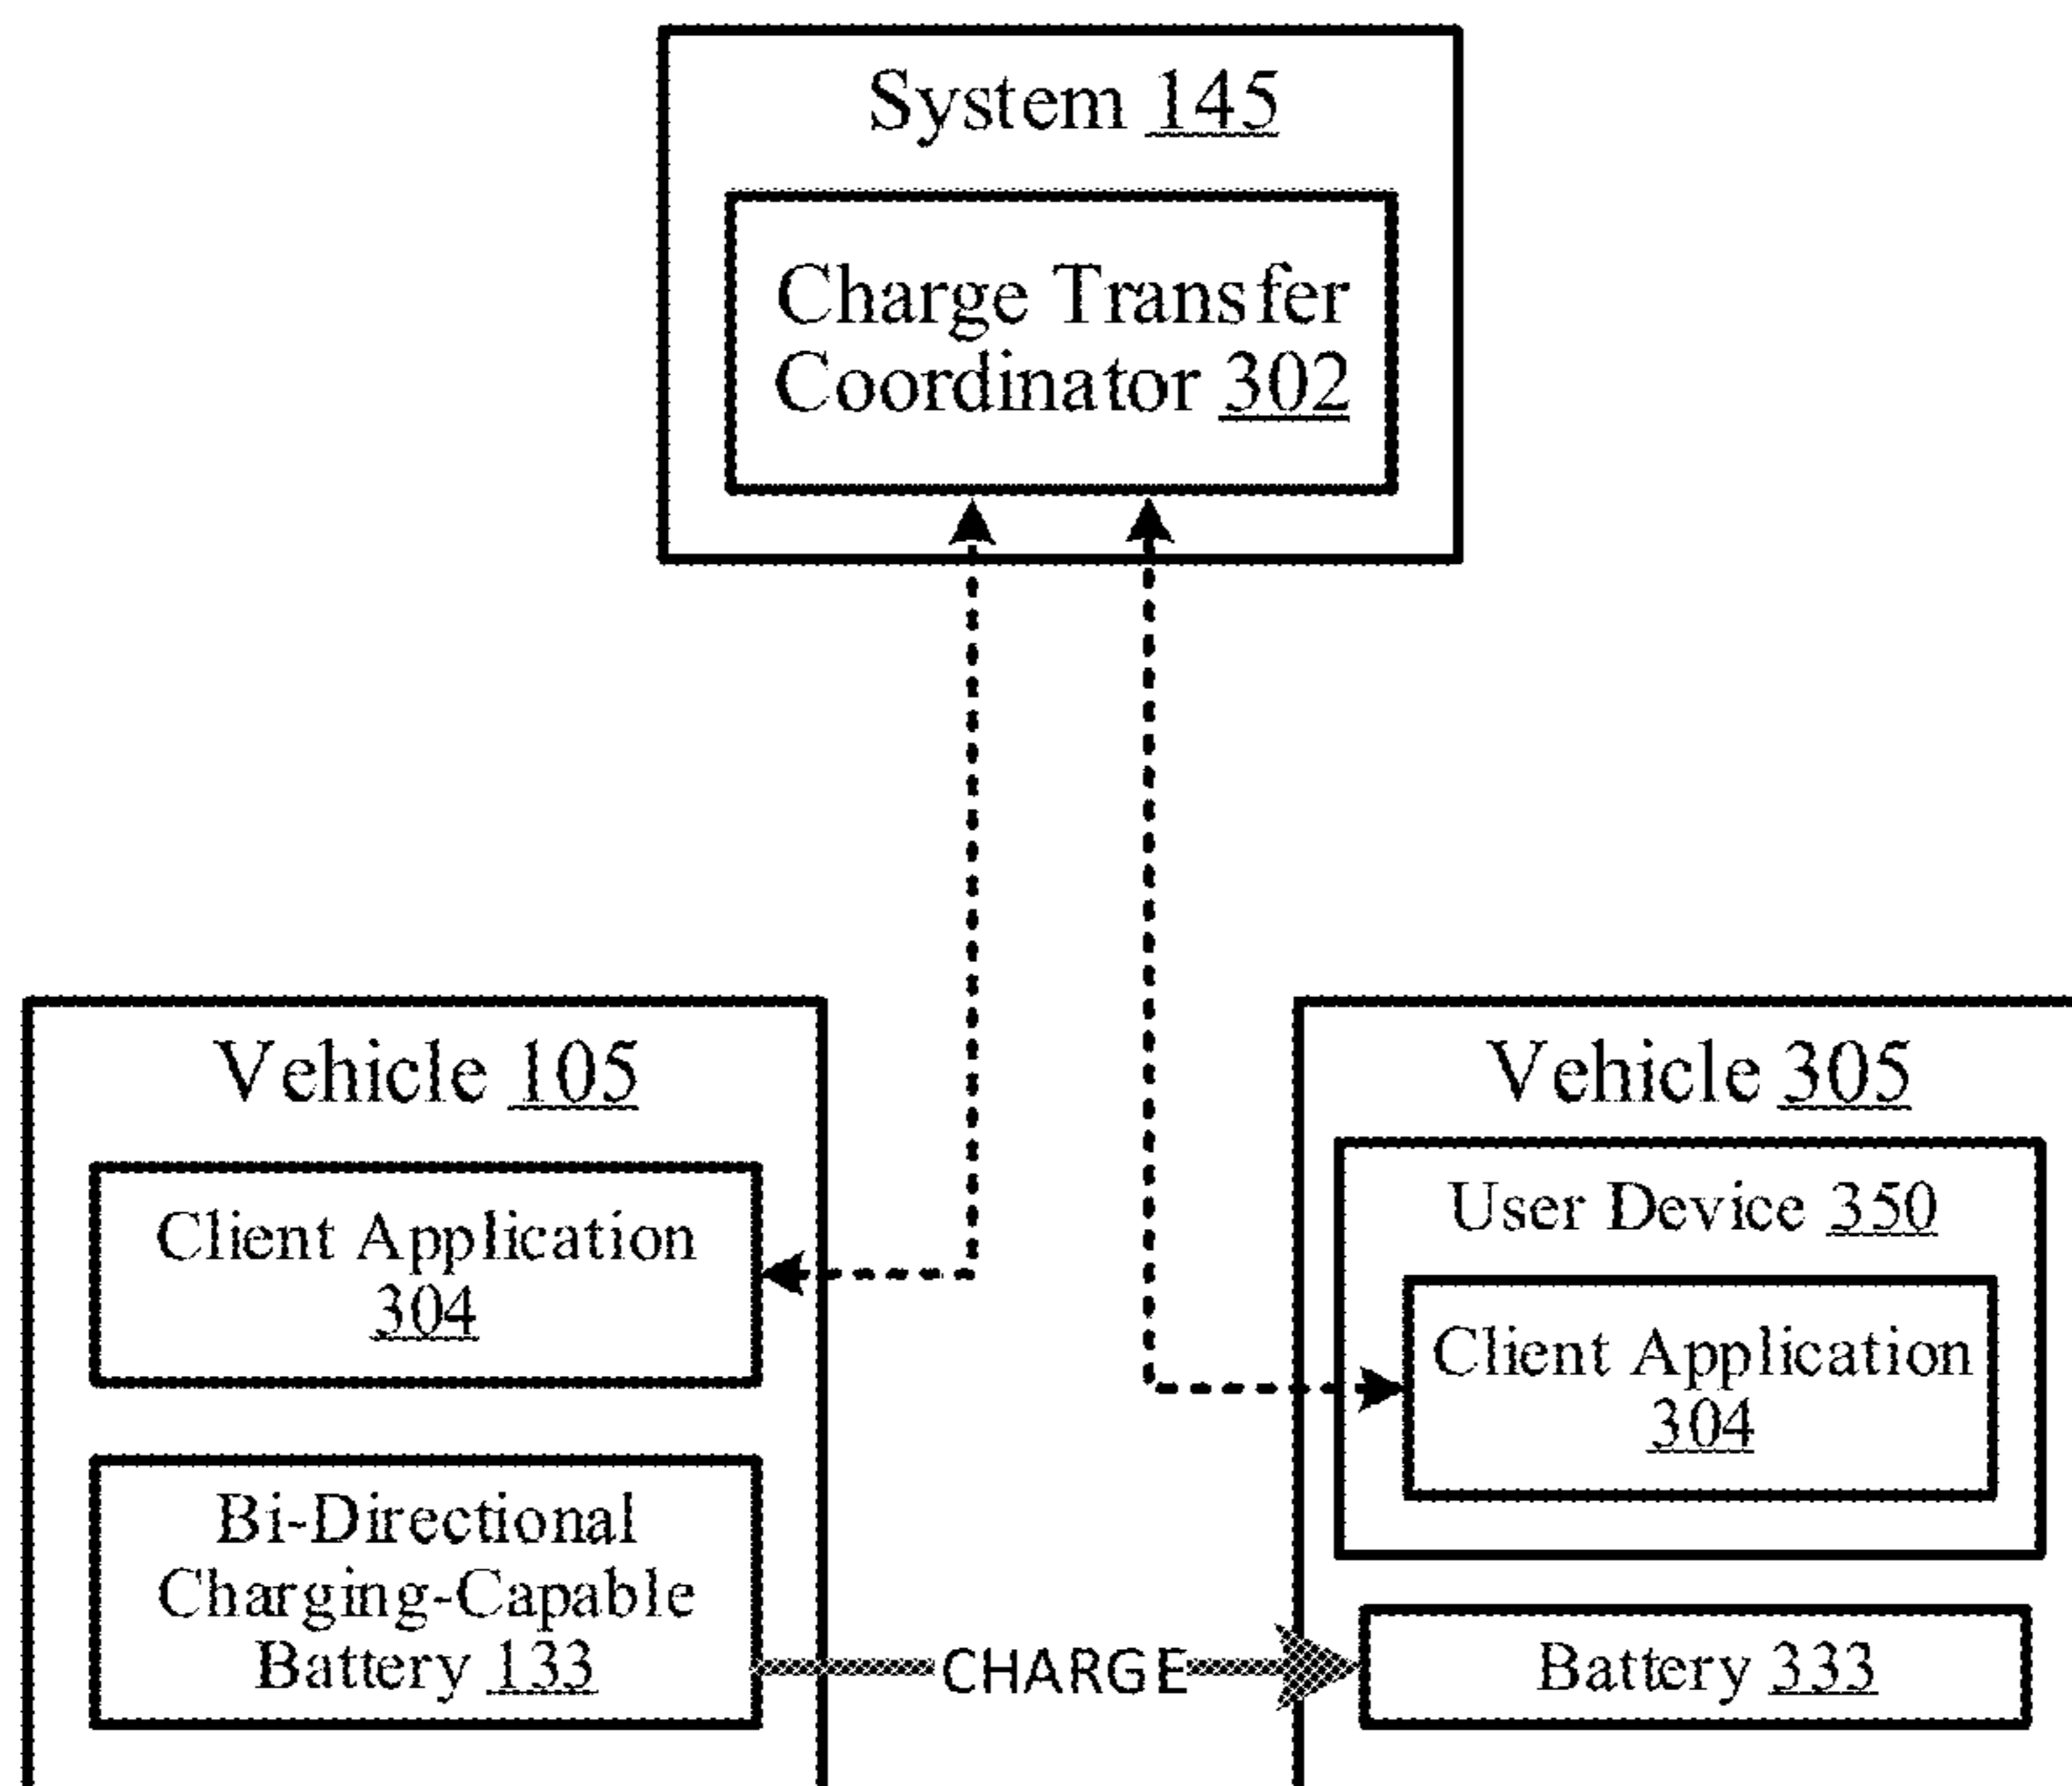 System 145
Charge Transfer
Coordinator 302
Vehicle 105
Client Application
304
Bi-Directional
Charging-Capable
Battery 133
CHARGE
Vehicle 305
User Device 350
Client Application
304
Battery 333